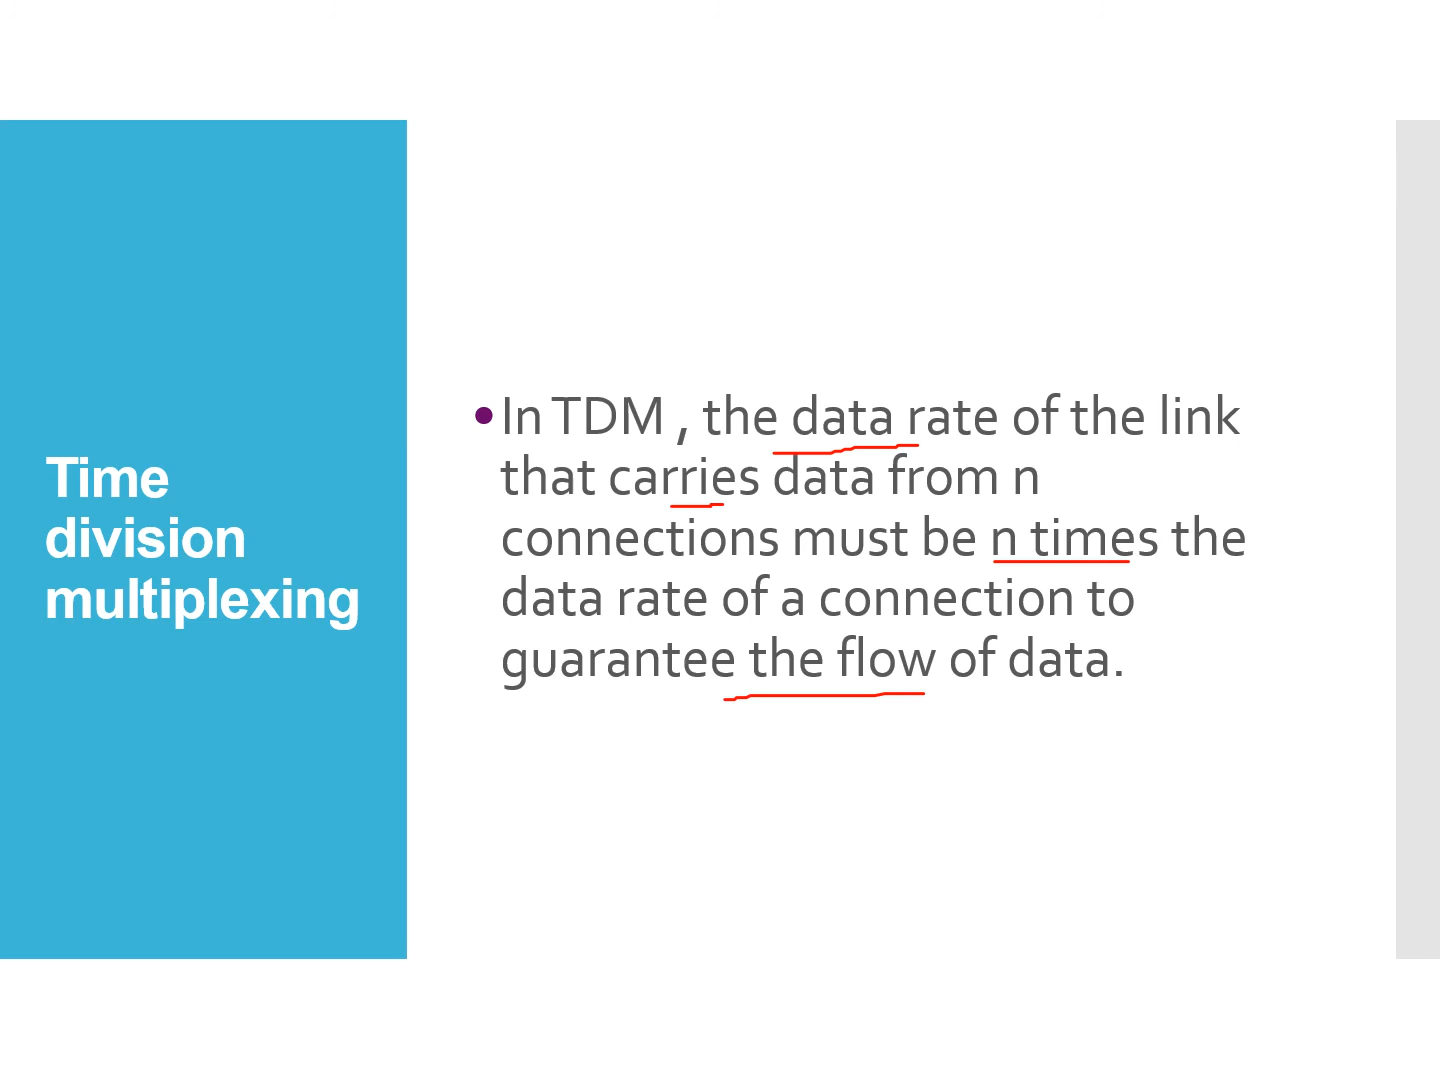 Time
division
multiplexing
•In TDM , the data rate of the link
that carries data from n
connections must be n times the
data rate of a connection to
guarantee the flow of data.